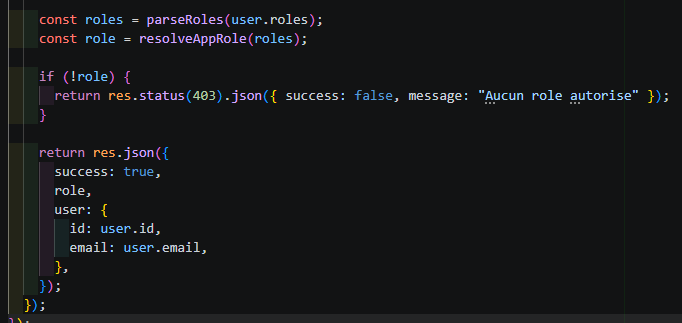 const roles = parseRoles(user.roles);
const role = resolveAppRole(roles);
if (!role) {
return res.status(403).json({ success: false, message: "Aucun role autorise" });
}
return res.json({
success: true,
role,
user: {
id: user.id,
email: user.email,
},
});
});
});